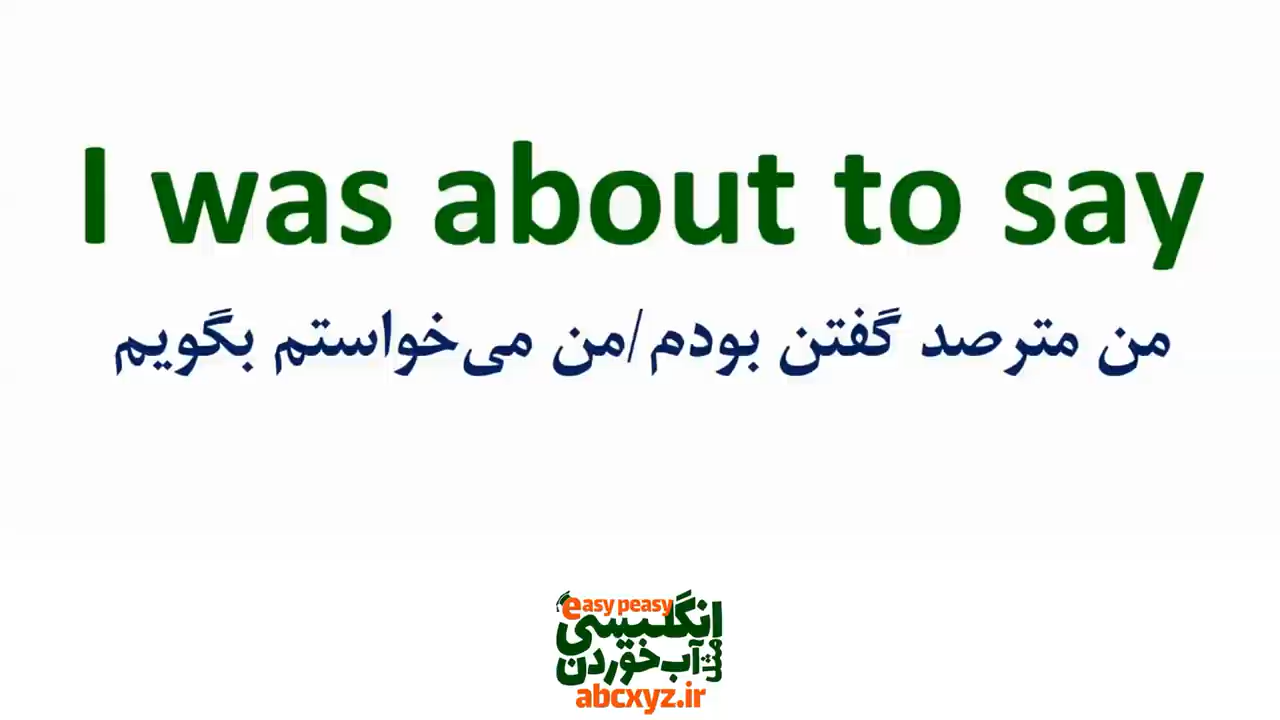 I was about to say
من مترصد گفتن بودم/من می‌خواستم بگویم
easy peasy
انگلیسی
مثل آب خوردن
abcxyz.ir